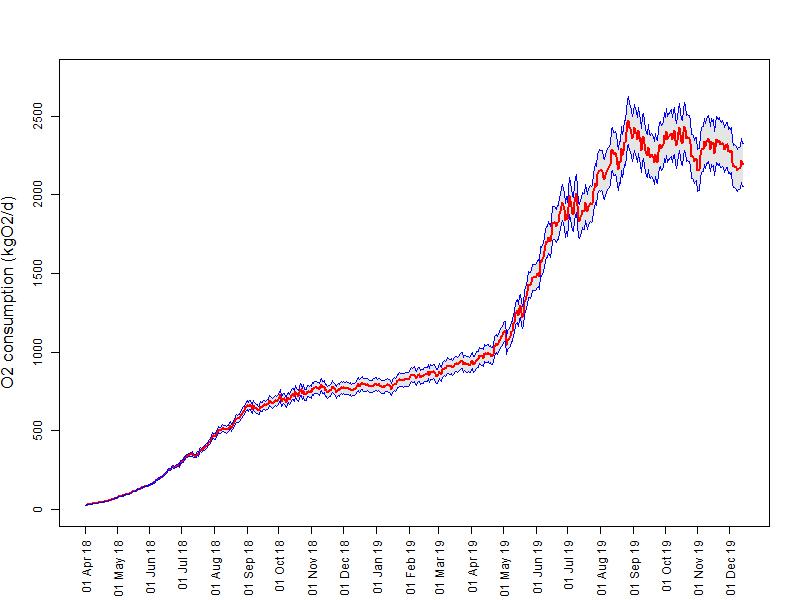 O2 consumption (kgO2/d)
2500
2000
1500
1000
500
0
01 Apr 18
01 May 18
01 Jun 18
01 Jul 18
01 Aug 18
01 Sep 18
01 Oct 18
01 Nov 18
01 Dec 18
01 Jan 19
01 Feb 19
01 Mar 19
01 Apr 19
01 May 19
01 Jun 19
01 Jul 19
01 Aug 19
01 Sep 19
01 Oct 19
01 Nov 19
01 Dec 19